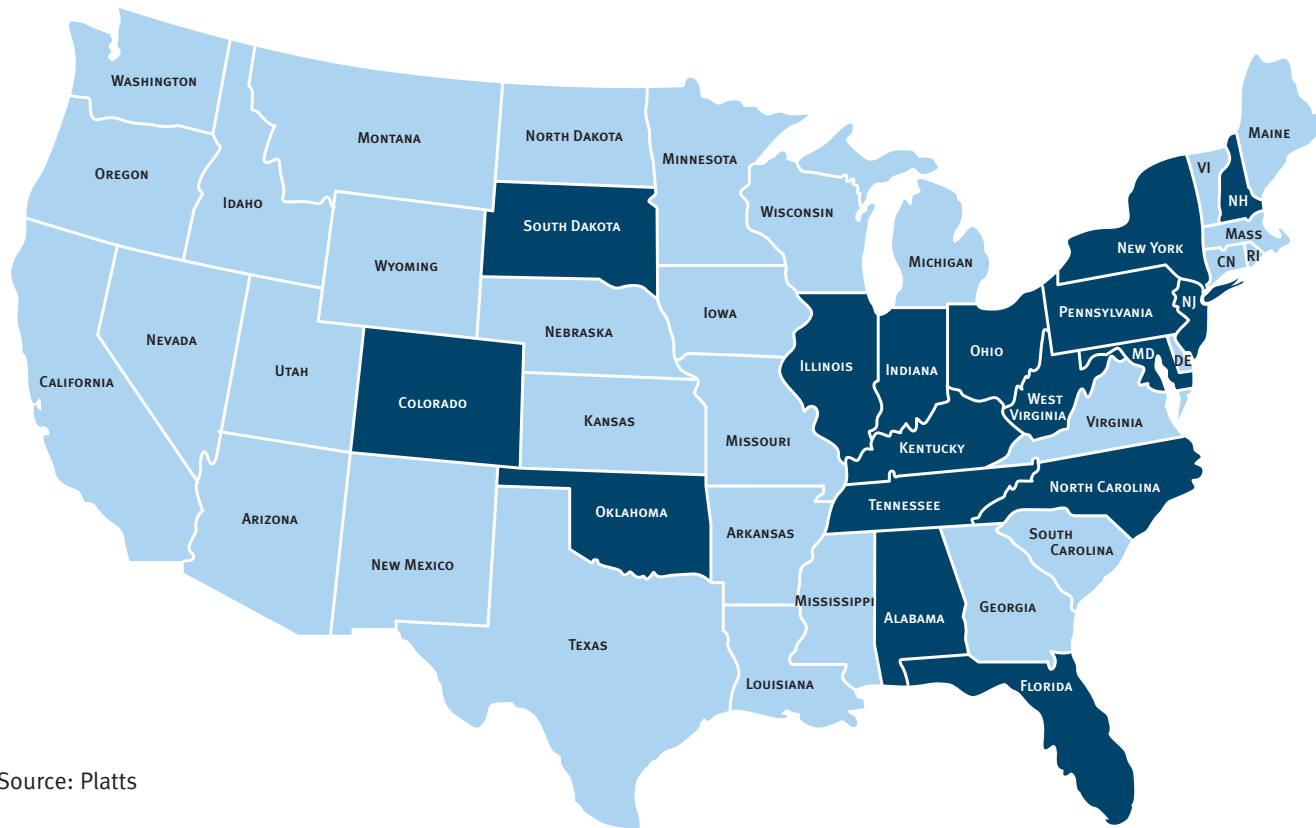 WASHINGTON
MONTANA
NORTH DAKOTA
MINNESOTA
MAINE
OREGON
IDAHO
VI
NH
WISCONSIN
SOUTH DAKOTA
MASS
NEW YORK
WYOMING
MICHIGAN
CN
RI
NJ
IOWA
PENNSYLVANIA
NEBRASKA
NEVADA
OHIO
MD
DE
ILLINOIS
INDIANA
UTAH
CALIFORNIA
COLORADO
WEST
VIRGINIA
KANSAS
VIRGINIA
MISSOURI
KENTUCKY
NORTH CAROLINA
TENNESSEE
OKLAHOMA
ARIZONA
ARKANSAS
SOUTH
CAROLINA
NEW MEXICO
MISSISSIPPI
GEORGIA
ALABAMA
TEXAS
LOUISIANA
FLORIDA
Source: Platts